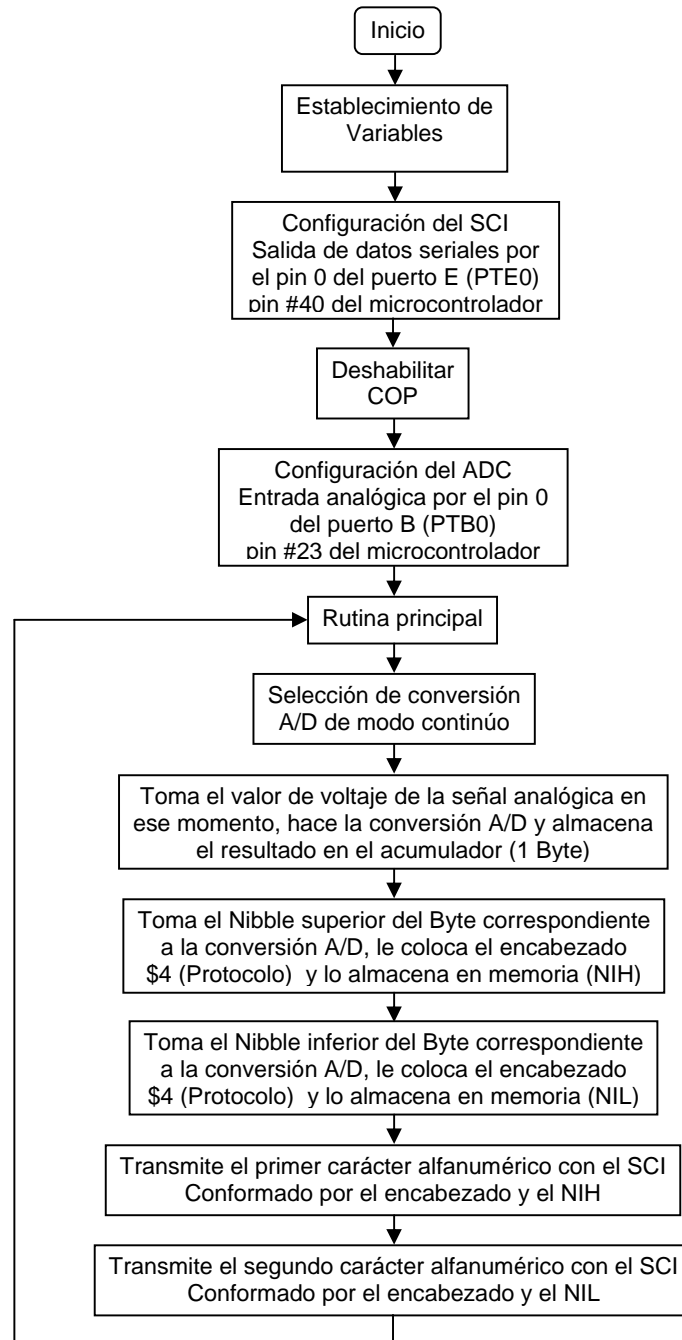 Inicio
Establecimiento de
Variables
Configuración del SCI
Salida de datos seriales por
el pin 0 del puerto E (PTE0)
pin #40 del microcontrolador
Deshabilitar
COP
Configuración del ADC
Entrada analógica por el pin 0
del puerto B (PTB0)
pin #23 del microcontrolador
Rutina principal
Selección de conversión
A/D de modo continúo
Toma el valor de voltaje de la señal analógica en
ese momento, hace la conversión A/D y almacena
el resultado en el acumulador (1 Byte)
Toma el Nibble superior del Byte correspondiente
a la conversión A/D, le coloca el encabezado
$4 (Protocolo)  y lo almacena en memoria (NIH)
Toma el Nibble inferior del Byte correspondiente
a la conversión A/D, le coloca el encabezado
$4 (Protocolo)  y lo almacena en memoria (NIL)
Transmite el primer carácter alfanumérico con el SCI
Conformado por el encabezado y el NIH
Transmite el segundo carácter alfanumérico con el SCI
Conformado por el encabezado y el NIL